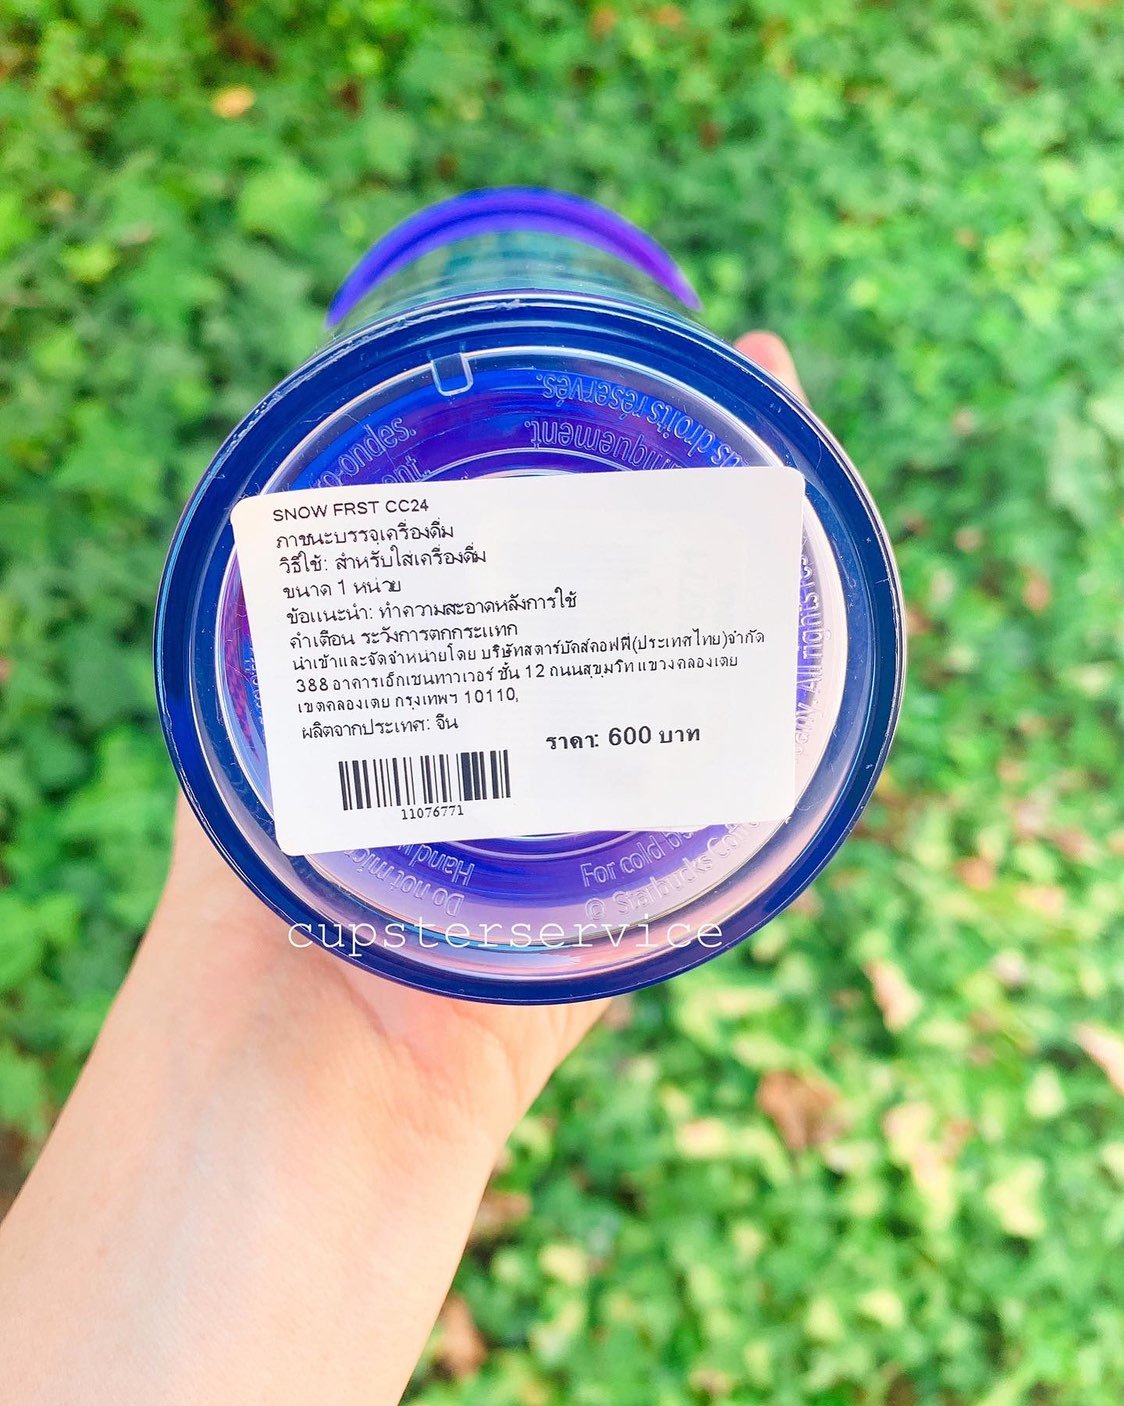 SNOW FRST CC24
ภาชนะบรรจุเครื่องดื่ม
วิธีใช้: สำหรับใส่เครื่องดื่ม
ขนาด 1 หน่วย
ข้อแนะนำ: ทำความสะอาดหลังการใช้
คำเตือน ระวังการตกกระแทก
นำเข้าและจัดจำหน่ายโดย บริษัทสตาร์บัคส์คอฟฟี่(ประเทศไทย)จำกัด
388 อาคารเอ็กเชนทาวเวอร์ ชั้น 12 ถนนสุขุมวิท แขวงคลองเตย
เขตคลองเตย กรุงเทพฯ 10110,
ผลิตจากประเทศ: จีน
ราคา: 600 บาท
11076771
us droits réservés.
uniquement.
All rights
For cold
© Starbucks
Hand
Do not
cupsterservice